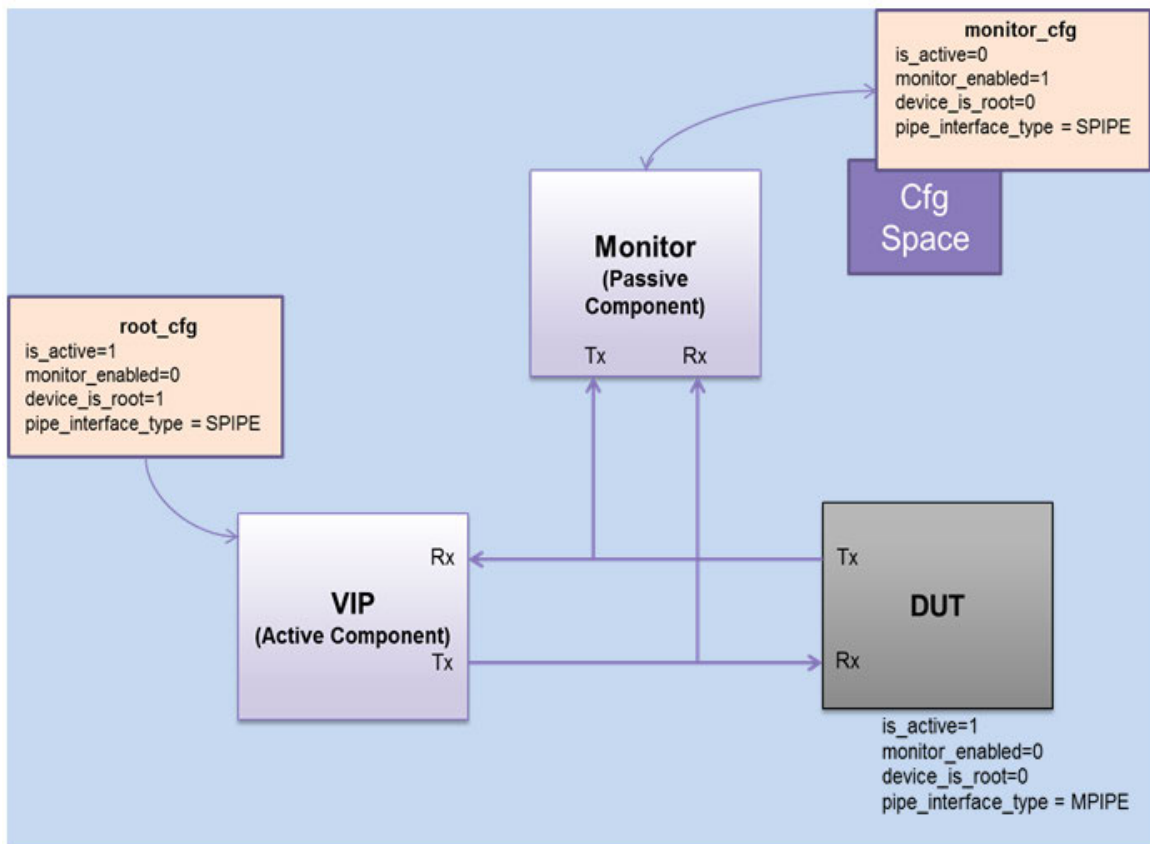 monitor_cfg
is_active=0
monitor_enabled=1
device_is_root=0
pipe_interface_type = SPIPE
Cfg
Space
Monitor
(Passive
Component)
Tx Rx
root_cfg
is_active=1
monitor_enabled=0
device_is_root=1
pipe_interface_type = SPIPE
Rx
VIP
(Active Component)
Tx
Tx
DUT
Rx
is_active=1
monitor_enabled=0
device_is_root=0
pipe_interface_type = MPIPE